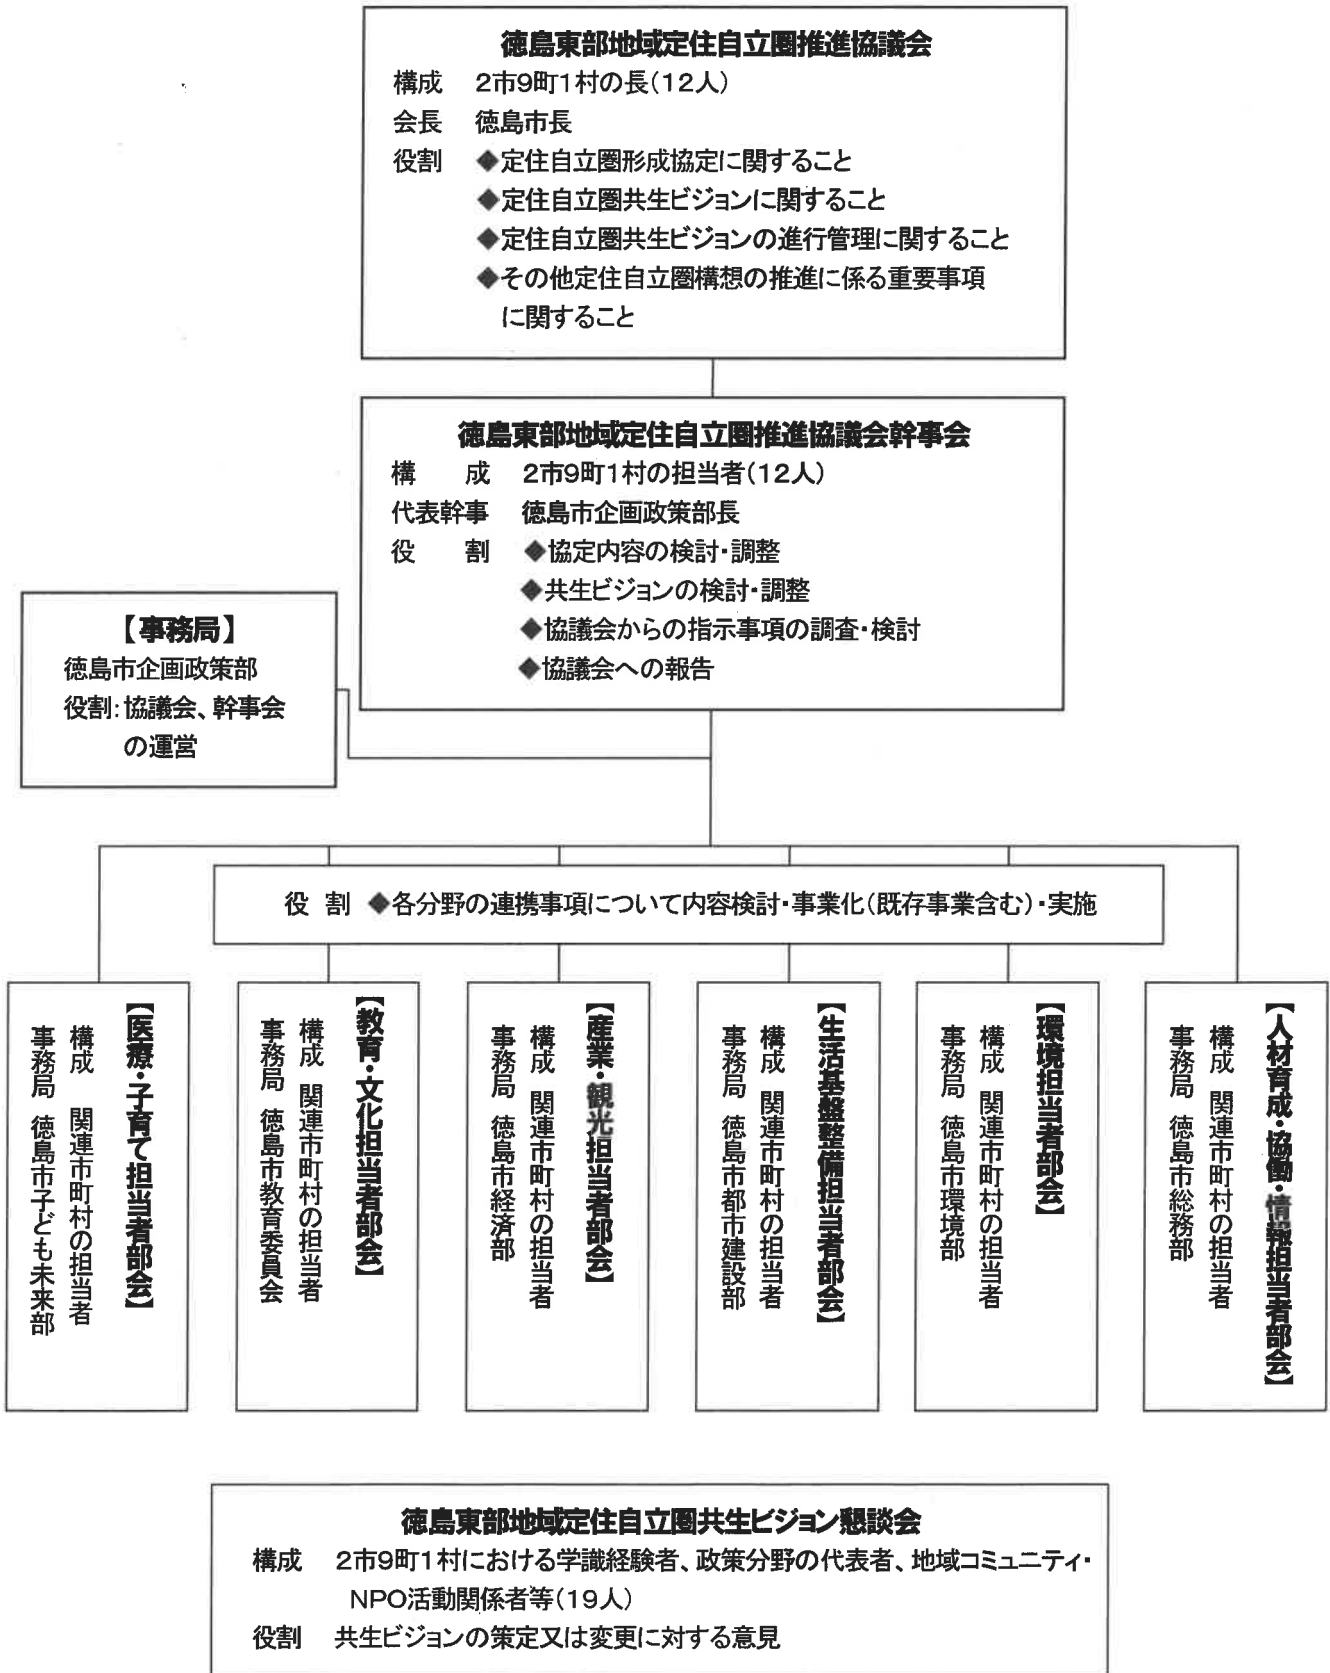 徳島東部地域定住自立圏推進協議会
構成　2市9町1村の長(12人)
会長　徳島市長
役割　◆定住自立圏形成協定に関すること
◆定住自立圏共生ビジョンに関すること
◆定住自立圏共生ビジョンの進行管理に関すること
◆その他定住自立圏構想の推進に係る重要事項
に関すること
徳島東部地域定住自立圏推進協議会幹事会
構　　成　2市9町1村の担当者(12人)
代表幹事　徳島市企画政策部長
役　　割　◆協定内容の検討・調整
◆共生ビジョンの検討・調整
◆協議会からの指示事項の調査・検討
◆協議会への報告
【事務局】
徳島市企画政策部
役割:協議会、幹事会
の運営
役　割　◆各分野の連携事項について内容検討・事業化(既存事業含む)・実施
【医療・子育て担当者部会】
構成　関連市町村の担当者
事務局　徳島市子ども未来部
【教育・文化担当者部会】
構成　関連市町村の担当者
事務局　徳島市教育委員会
【産業・観光担当者部会】
構成　関連市町村の担当者
事務局　徳島市経済部
【生活基盤整備担当者部会】
構成　関連市町村の担当者
事務局　徳島市都市建設部
【環境担当者部会】
構成　関連市町村の担当者
事務局　徳島市環境部
【人材育成・協働・情報担当者部会】
構成　関連市町村の担当者
事務局　徳島市総務部
徳島東部地域定住自立圏共生ビジョン懇談会
構成　2市9町1村における学識経験者、政策分野の代表者、地域コミュニティ・
NPO活動関係者等(19人)
役割　共生ビジョンの策定又は変更に対する意見